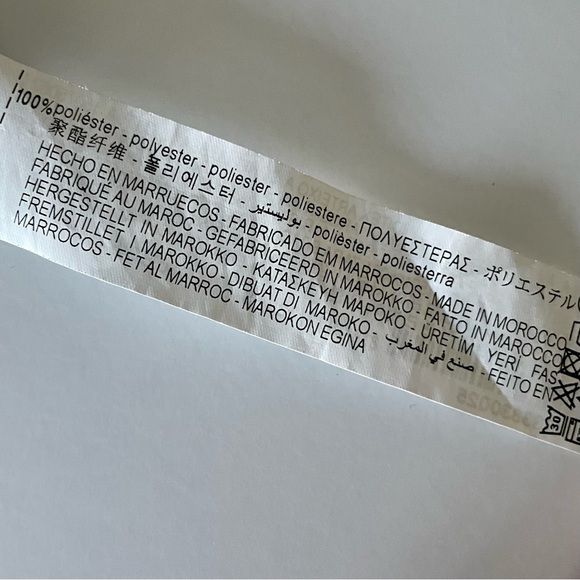 100%poliéster - polyester - poliester - poliestere - ΠΟΛΥΕΣΤΕΡΑΣ - ポリエステル
聚酯纤维 - 폴리에스터 - بوليستير - polièster - poliesterra
HECHO EN MARRUECOS - FABRICADO EM MARROCOS - MADE IN MOROCCO
FABRIQUÉ AU MAROC - GEFABRICEERD IN MAROKKO - FATTO IN MAROCCO
HERGESTELLT IN MAROKKO - ΚΑΤΑΣΚΕΥΗ ΜΑΡΟΚΟ - ÜRETİM YERİ FAS
FREMSTILLET I MAROKKO - DIBUAT DI MAROKO - صنع في المغرب - FEITO EN
MARROCOS - FET AL MARROC - MAROKON EGINA
30